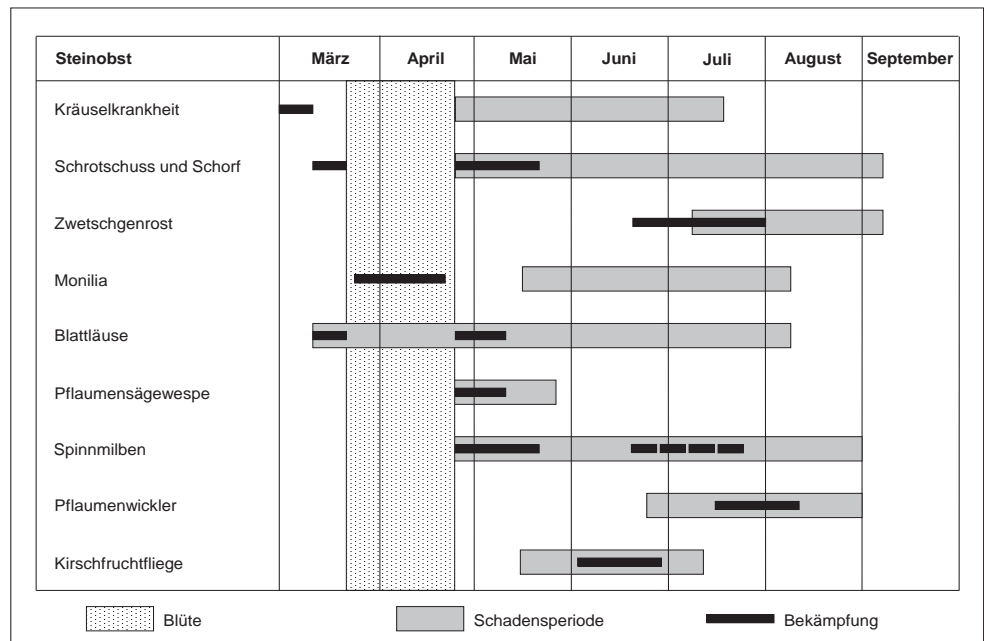 Steinobst März April Mai Juni Juli August September
Kräuselkrankheit
Schrotschuss und Schorf
Zwetschgenrost
Monilia
Blattläuse
Pflaumensägewespe
Spinnmilben
Pflaumenwickler
Kirschfruchtfliege
Blüte Schadensperiode Bekämpfung